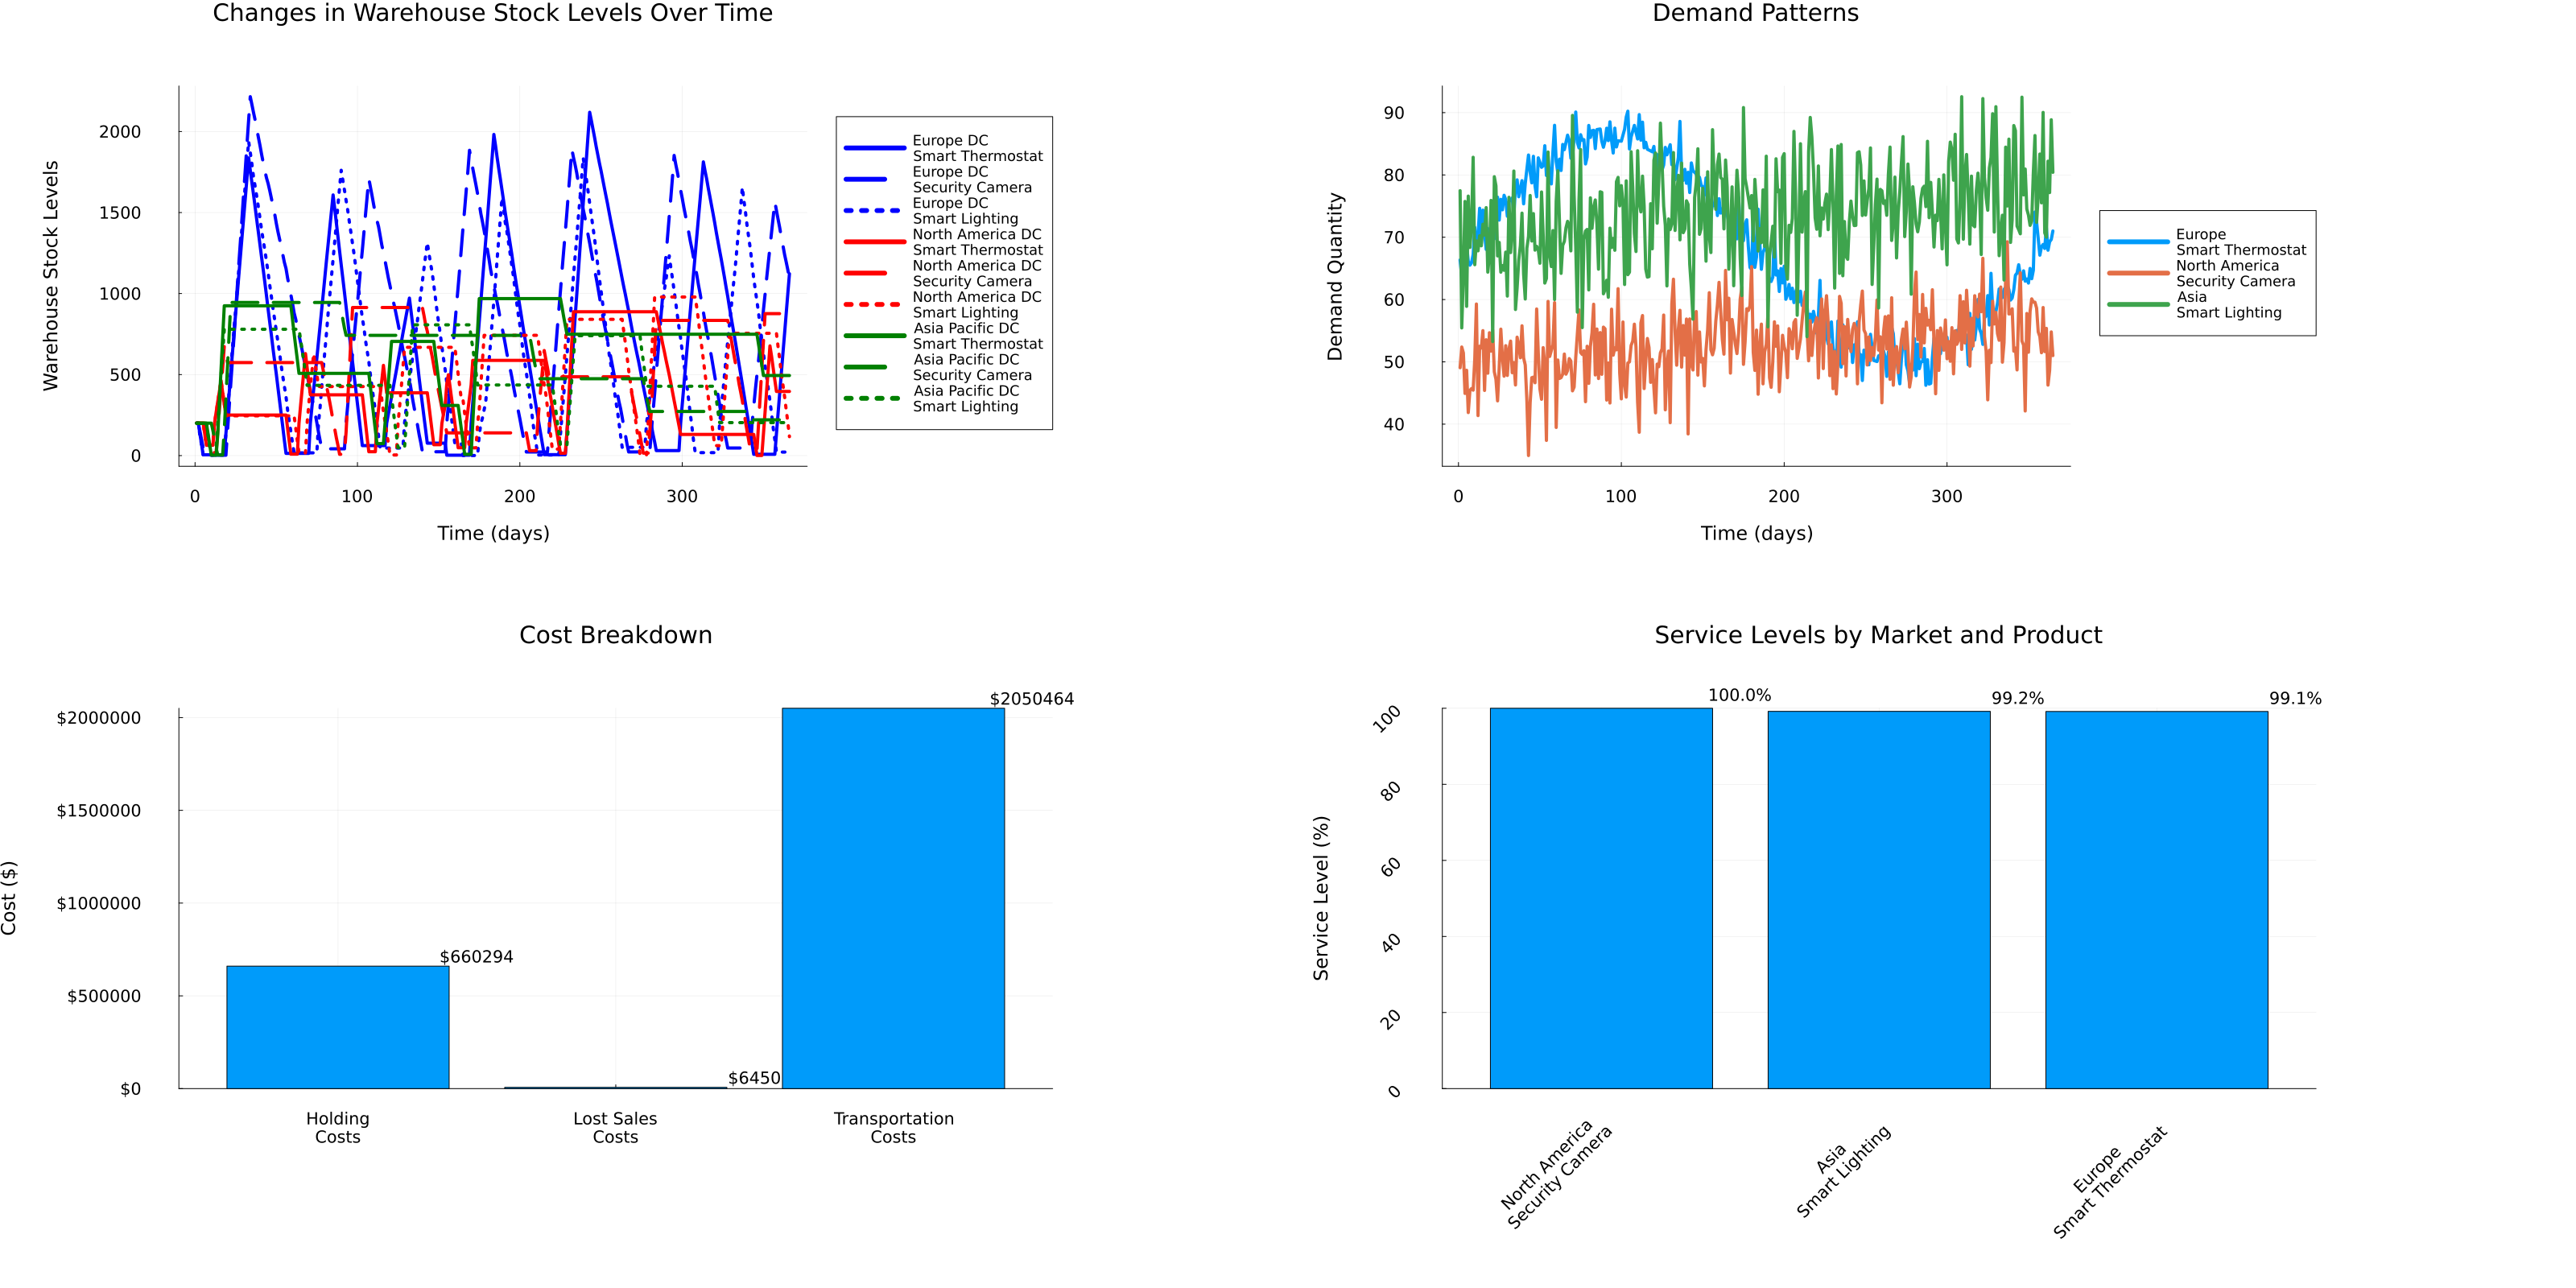 Changes in Warehouse Stock Levels Over Time
Warehouse Stock Levels
2000
1500
1000
500
0
0 100 200 300
Time (days)
Europe DC
Smart Thermostat
Europe DC
Security Camera
Europe DC
Smart Lighting
North America DC
Smart Thermostat
North America DC
Security Camera
North America DC
Smart Lighting
Asia Pacific DC
Smart Thermostat
Asia Pacific DC
Security Camera
Asia Pacific DC
Smart Lighting
Demand Patterns
Demand Quantity
90
80
70
60
50
40
0 100 200 300
Time (days)
Europe
Smart Thermostat
North America
Security Camera
Asia
Smart Lighting
Cost Breakdown
Cost ($)
$2000000
$1500000
$1000000
$500000
$0
$660294
$6450
$2050464
Holding
Costs
Lost Sales
Costs
Transportation
Costs
Service Levels by Market and Product
Service Level (%)
100
80
60
40
20
0
100.0%
99.2%
99.1%
North America
Security Camera
Asia
Smart Lighting
Europe
Smart Thermostat